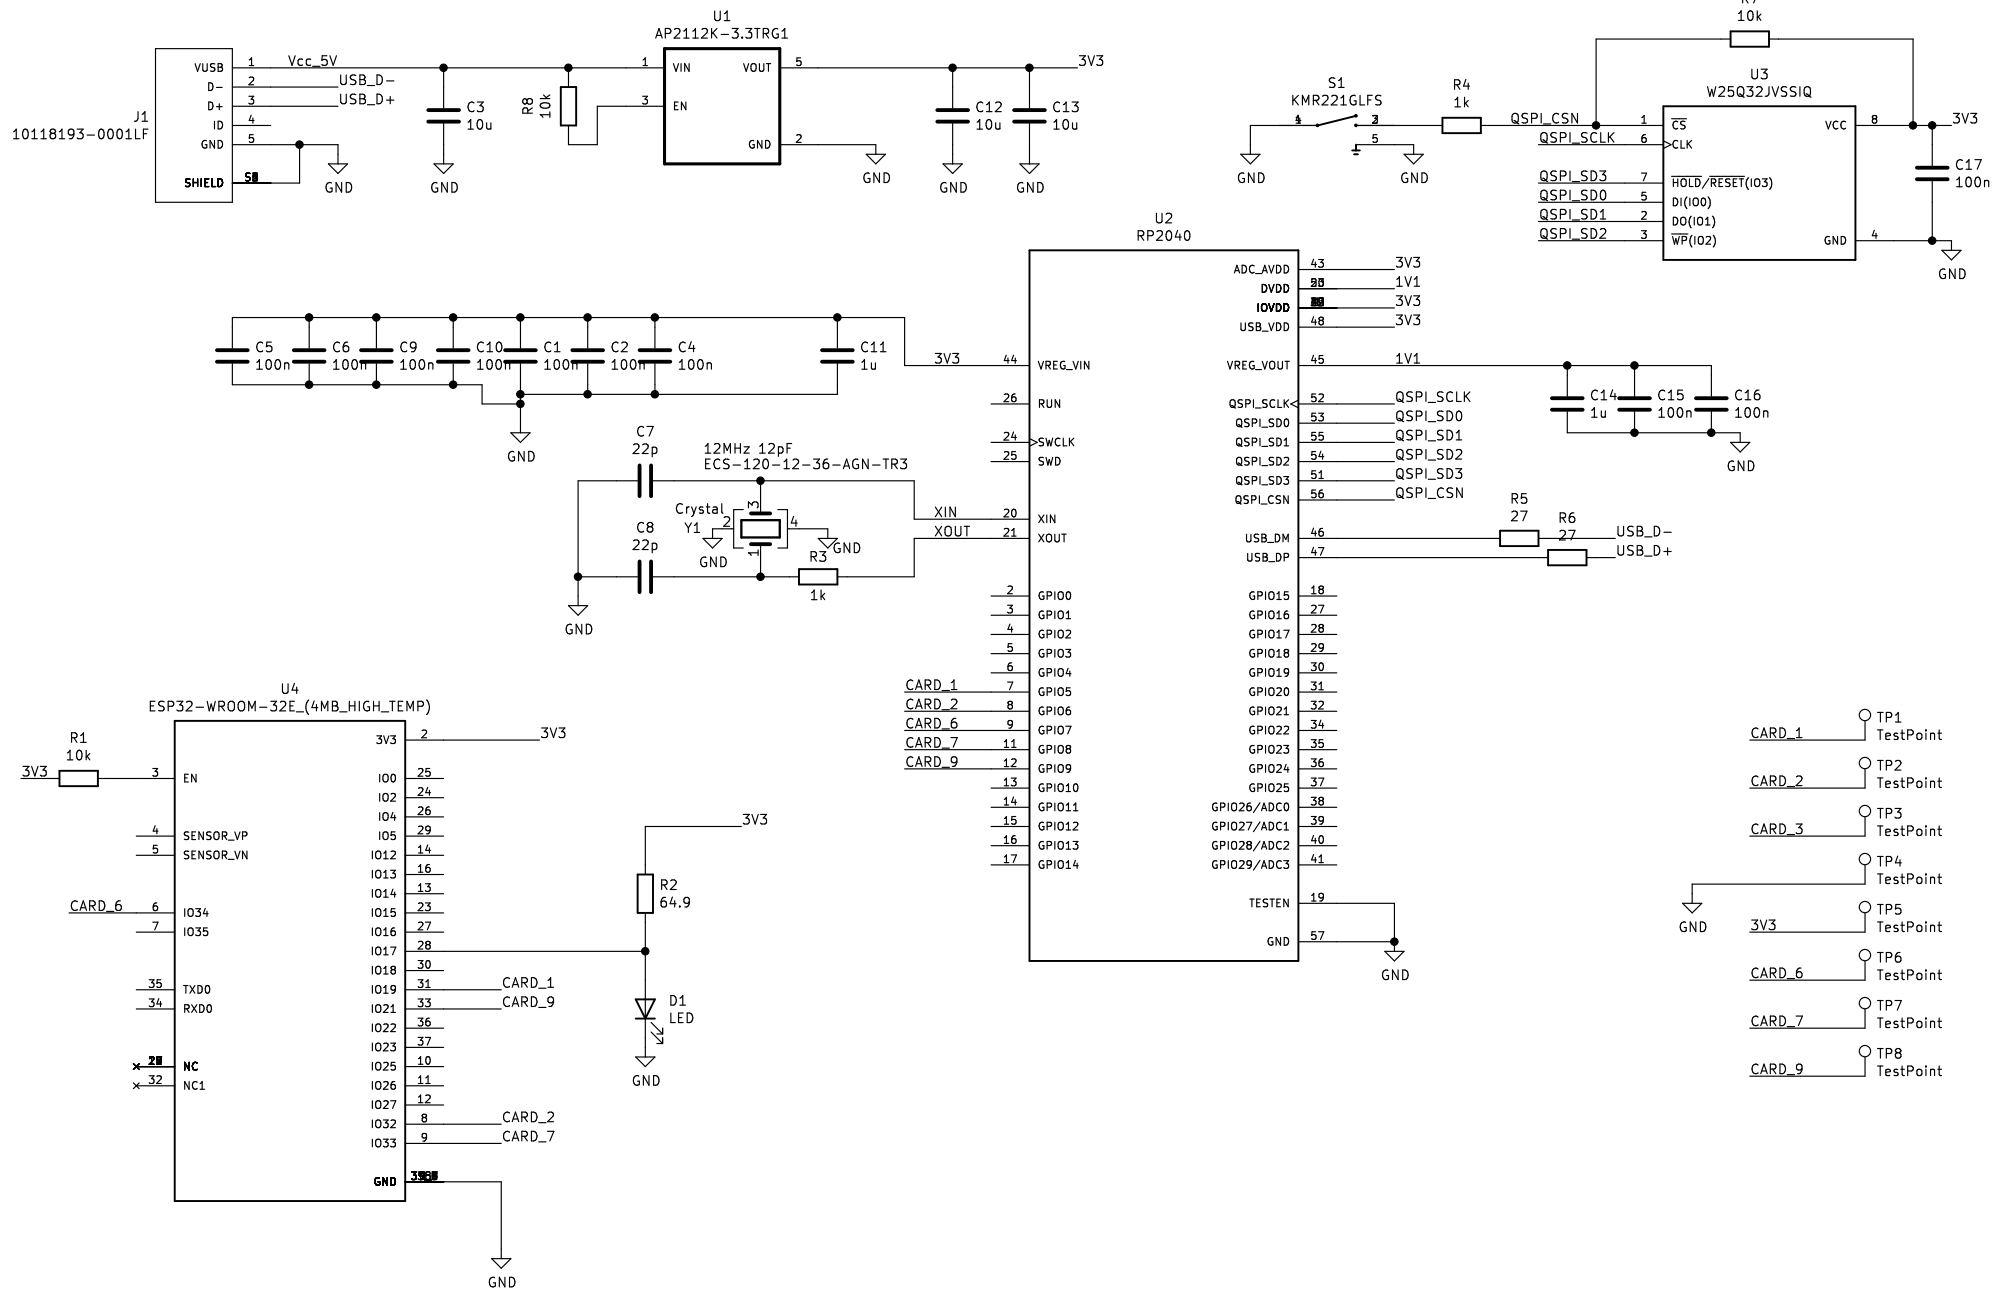 U1
AP2112K-3.3TRG1
VUSB 1 Vcc_5V
D- 2 USB_D-
D+ 3 USB_D+
ID 4
GND 5
SHIELD
J1
10118193-0001LF
GND
C3
10u
GND
R8
10k
1 VIN
3 EN
VOUT 5
GND 2
GND
3V3
C12
10u
GND
C13
10u
GND
10k
S1
KMR221GLFS
R4
1k
5
GND
GND
U3
W25Q32JVSSIQ
QSPI_CSN 1 CS
QSPI_SCLK 6 CLK
QSPI_SD3 7 HOLD/RESET(IO3)
QSPI_SD0 5 DI(IO0)
QSPI_SD1 2 DO(IO1)
QSPI_SD2 3 WP(IO2)
VCC 8 3V3
GND 4
C17
100n
GND
U2
RP2040
ADC_AVDD 43 3V3
DVDD 1V1
IOVDD 3V3
USB_VDD 48 3V3
VREG_VOUT 45 1V1
QSPI_SCLK 52 QSPI_SCLK
QSPI_SD0 53 QSPI_SD0
QSPI_SD1 55 QSPI_SD1
QSPI_SD2 54 QSPI_SD2
QSPI_SD3 51 QSPI_SD3
QSPI_CSN 56 QSPI_CSN
USB_DM 46
USB_DP 47
R5
27
R6
27
USB_D-
USB_D+
C14
1u
C15
100n
C16
100n
GND
C5
100n
C6
100n
C9
100n
C10
100n
C1
100n
C2
100n
C4
100n
C11
1u
GND
3V3 44 VREG_VIN
26 RUN
24 SWCLK
25 SWD
XIN 20 XIN
XOUT 21 XOUT
C7
22p
12MHz 12pF
ECS-120-12-36-AGN-TR3
Crystal
Y1
2
3
4
1
GND
GND
C8
22p
R3
1k
GND
2 GPIO0
3 GPIO1
4 GPIO2
5 GPIO3
6 GPIO4
CARD_1 7 GPIO5
CARD_2 8 GPIO6
CARD_6 9 GPIO7
CARD_7 11 GPIO8
CARD_9 12 GPIO9
13 GPIO10
14 GPIO11
15 GPIO12
16 GPIO13
17 GPIO14
GPIO15 18
GPIO16 27
GPIO17 28
GPIO18 29
GPIO19 30
GPIO20 31
GPIO21 32
GPIO22 34
GPIO23 35
GPIO24 36
GPIO25 37
GPIO26/ADC0 38
GPIO27/ADC1 39
GPIO28/ADC2 40
GPIO29/ADC3 41
TESTEN 19
GND 57
GND
U4
ESP32-WROOM-32E_(4MB_HIGH_TEMP)
R1
10k
3V3
3 EN
4 SENSOR_VP
5 SENSOR_VN
CARD_6 6 IO34
7 IO35
35 TXD0
34 RXD0
NC
32 NC1
3V3 2 3V3
IO0 25
IO2 24
IO4 26
IO5 29
IO12 14
IO13 16
IO14 13
IO15 23
IO16 27
IO17 28
IO18 30
IO19 31 CARD_1
IO21 33 CARD_9
IO22 36
IO23 37
IO25 10
IO26 11
IO27 12
IO32 8 CARD_2
IO33 9 CARD_7
GND
GND
3V3
R2
64.9
D1
LED
GND
CARD_1 TP1
TestPoint
CARD_2 TP2
TestPoint
CARD_3 TP3
TestPoint
GND TP4
TestPoint
3V3 TP5
TestPoint
CARD_6 TP6
TestPoint
CARD_7 TP7
TestPoint
CARD_9 TP8
TestPoint